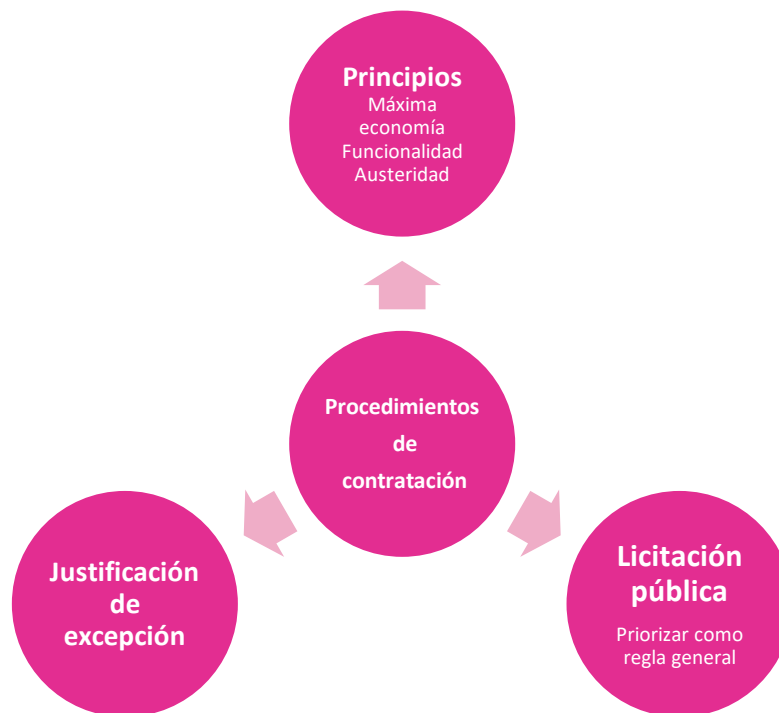 Principios
Máxima
economía
Funcionalidad
Austeridad
Procedimientos
de
contratación
Justificación
de
excepción
Licitación
pública
Priorizar como
regla general